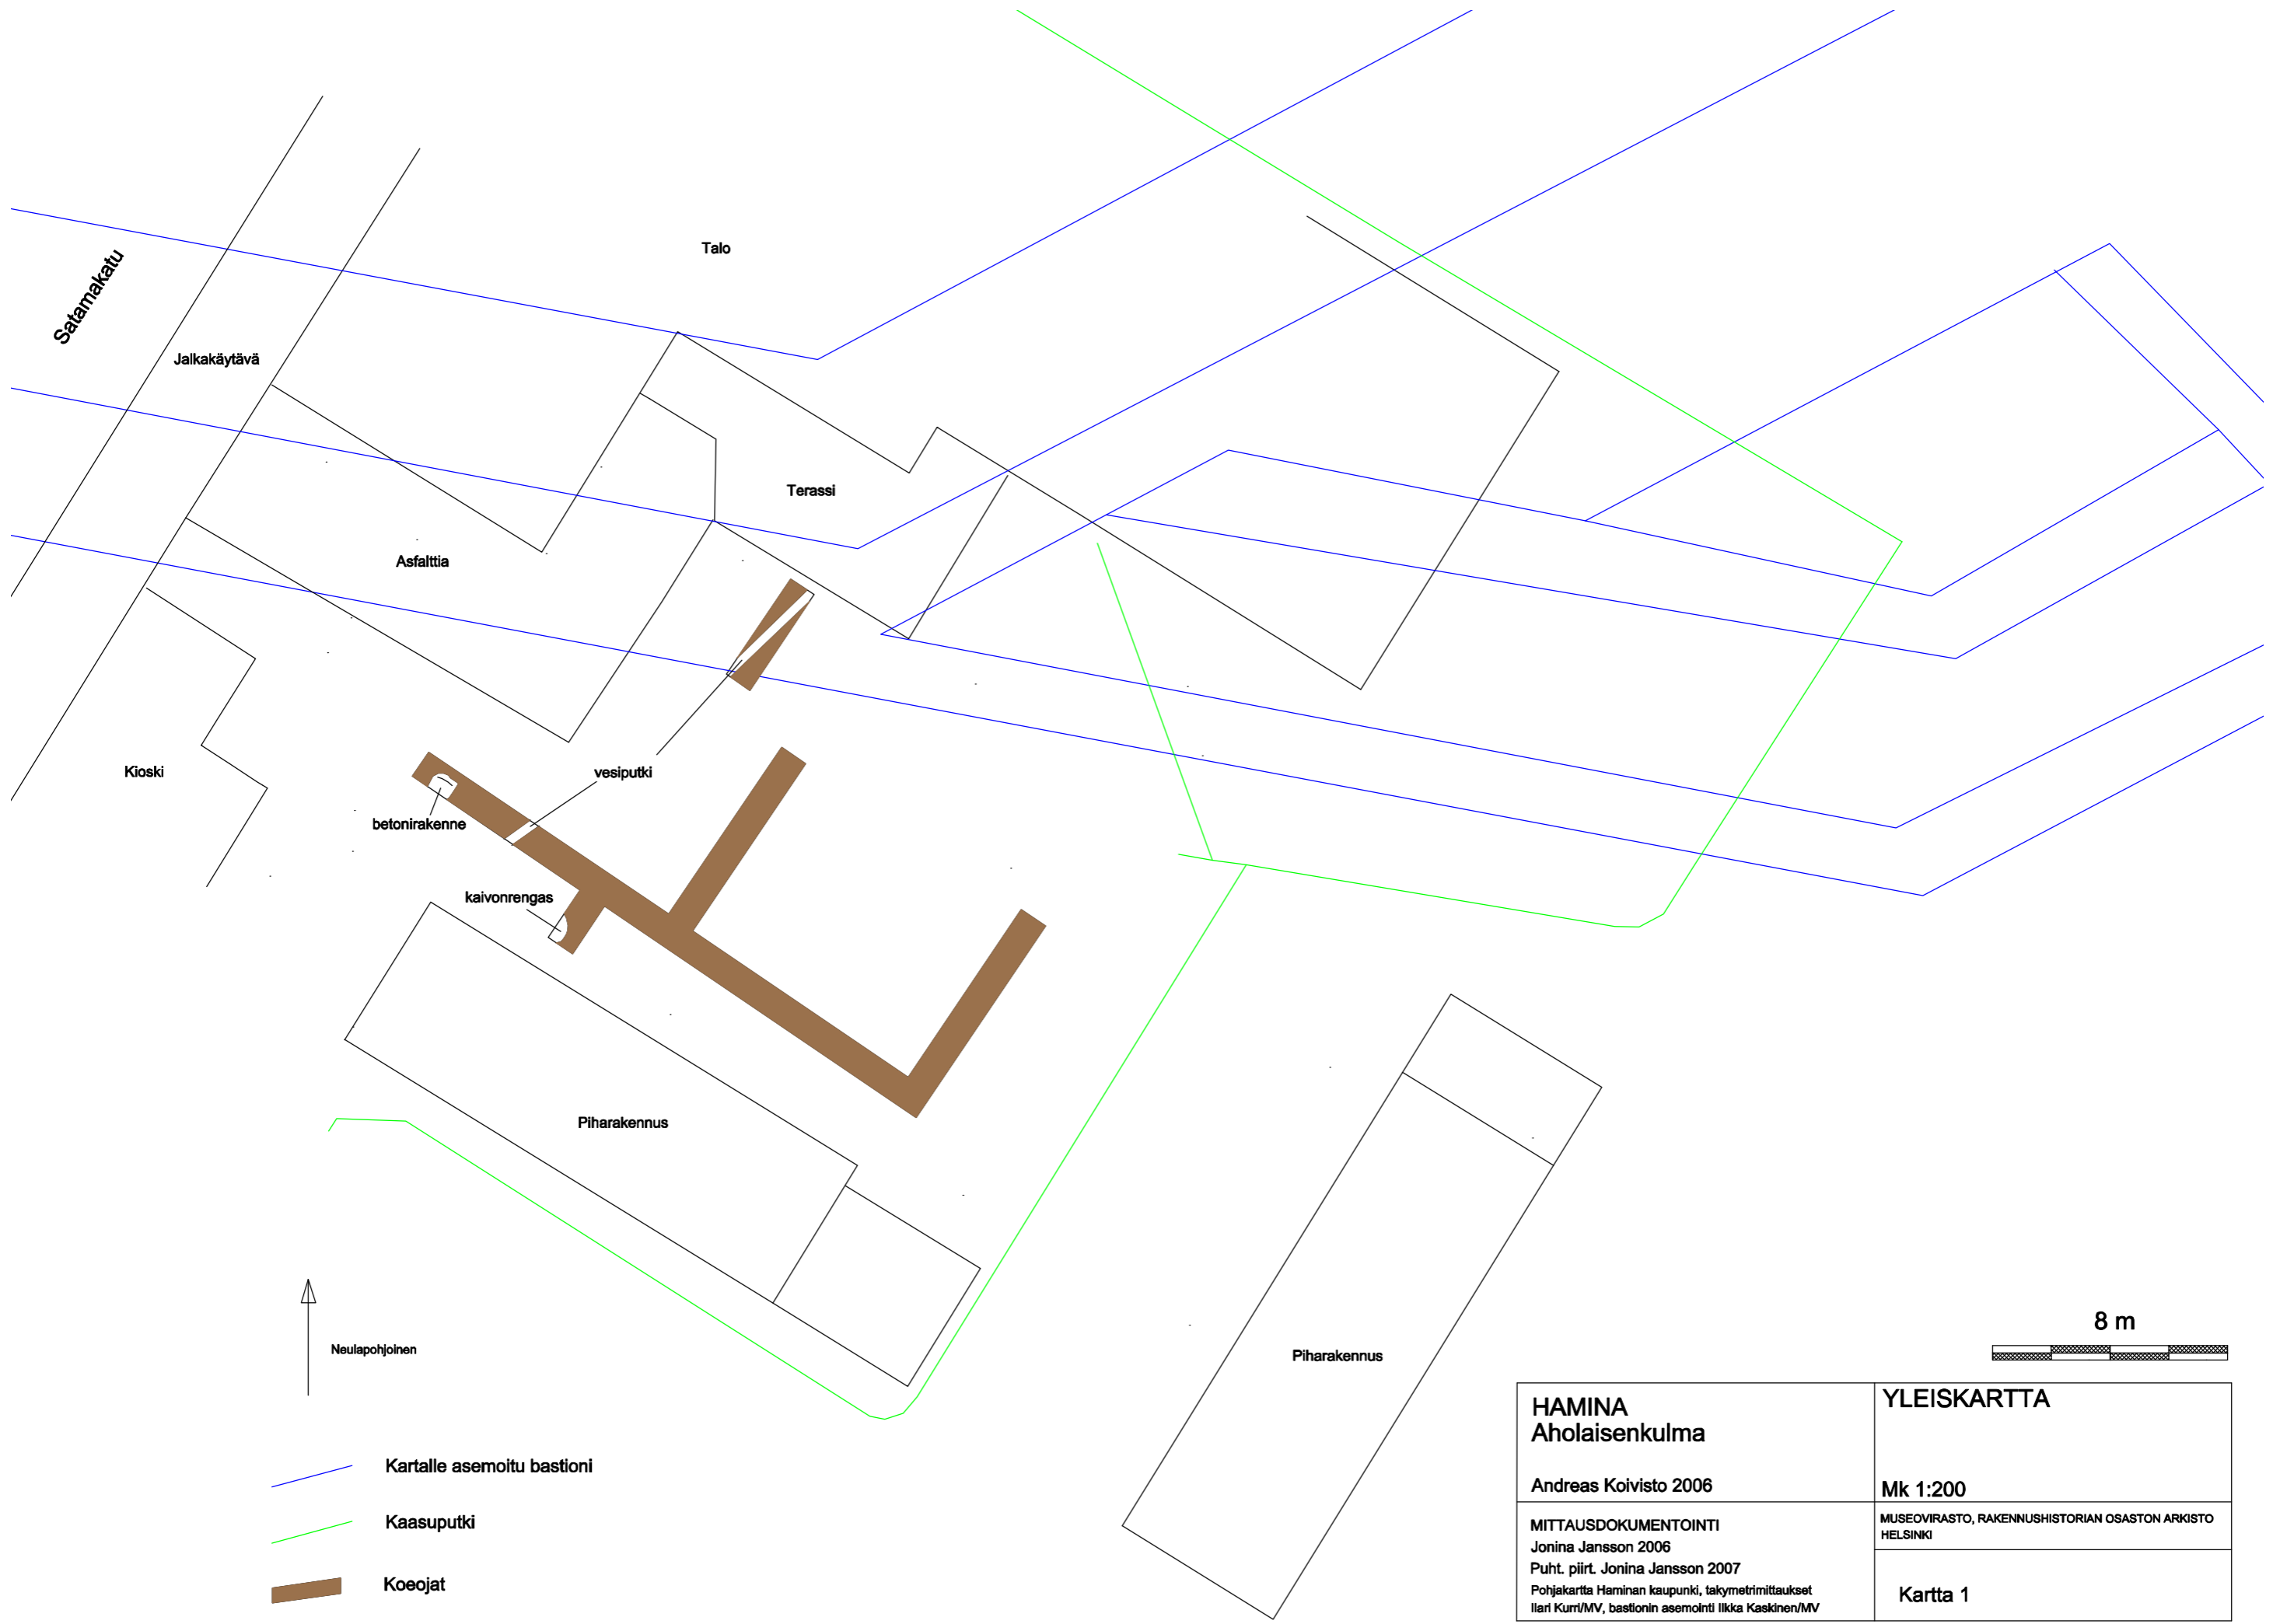 Talo
Satamakatu
Jalkakäytävä
Terassi
Asfalttia
Kioski
vesiputki
betonirakenne
kaivonrengas
Piharakennus
Neulapohjoinen
Piharakennus
8 m
Kartalle asemoitu bastioni
Kaasuputki
Koeojat
HAMINA
Aholaisenkulma
Andreas Koivisto 2006
YLEISKARTTA
Mk 1:200
MITTAUSDOKUMENTOINTI
Jonina Jansson 2006
Puht. piirt. Jonina Jansson 2007
Pohjakartta Haminan kaupunki, takymetrimittaukset
Ilari Kurri/MV, bastionin asemointi Ilkka Kaskinen/MV
MUSEOVIRASTO, RAKENNUSHISTORIAN OSASTON ARKISTO
HELSINKI
Kartta 1